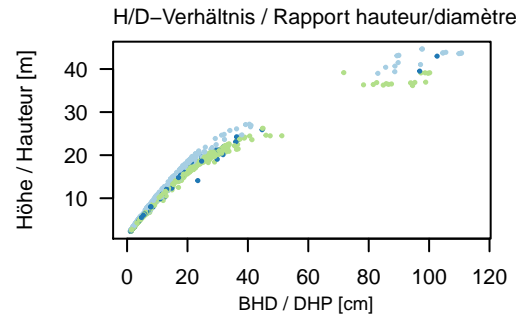 H/D−Verhältnis / Rapport hauteur/diamètre
Höhe / Hauteur [m]
40
30
20
10
0 20 40 60 80 100 120
BHD / DHP [cm]